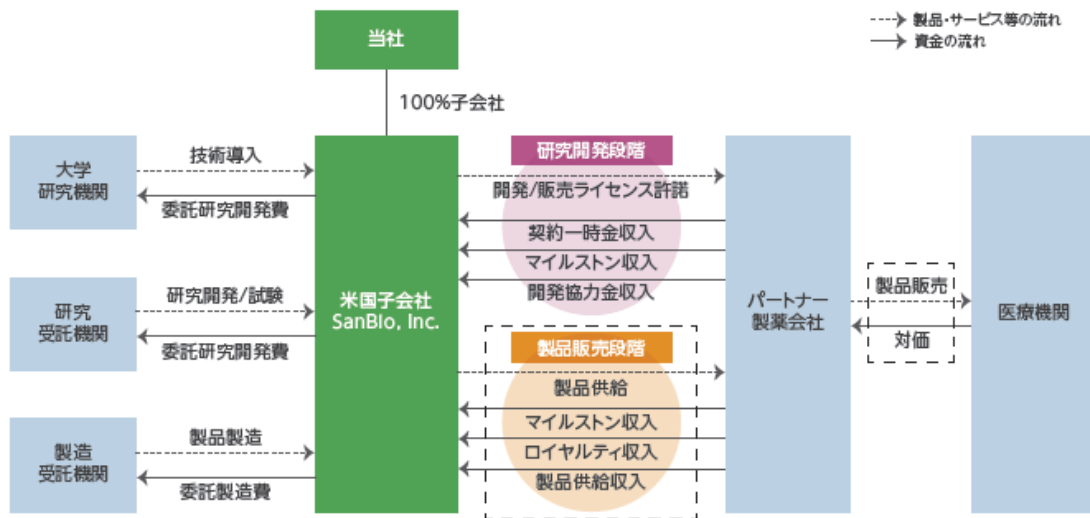 当社
製品・サービス等の流れ
資金の流れ
100%子会社
大学
研究機関
技術導入
委託研究開発費
研究
受託機関
研究開発/試験
委託研究開発費
製造
受託機関
製品製造
委託製造費
米国子会社
SanBio, Inc.
研究開発段階
開発/販売ライセンス許諾
契約一時金収入
マイルストン収入
開発協力金収入
製品販売段階
製品供給
マイルストン収入
ロイヤルティ収入
製品供給収入
パートナー
製薬会社
製品販売
対価
医療機関